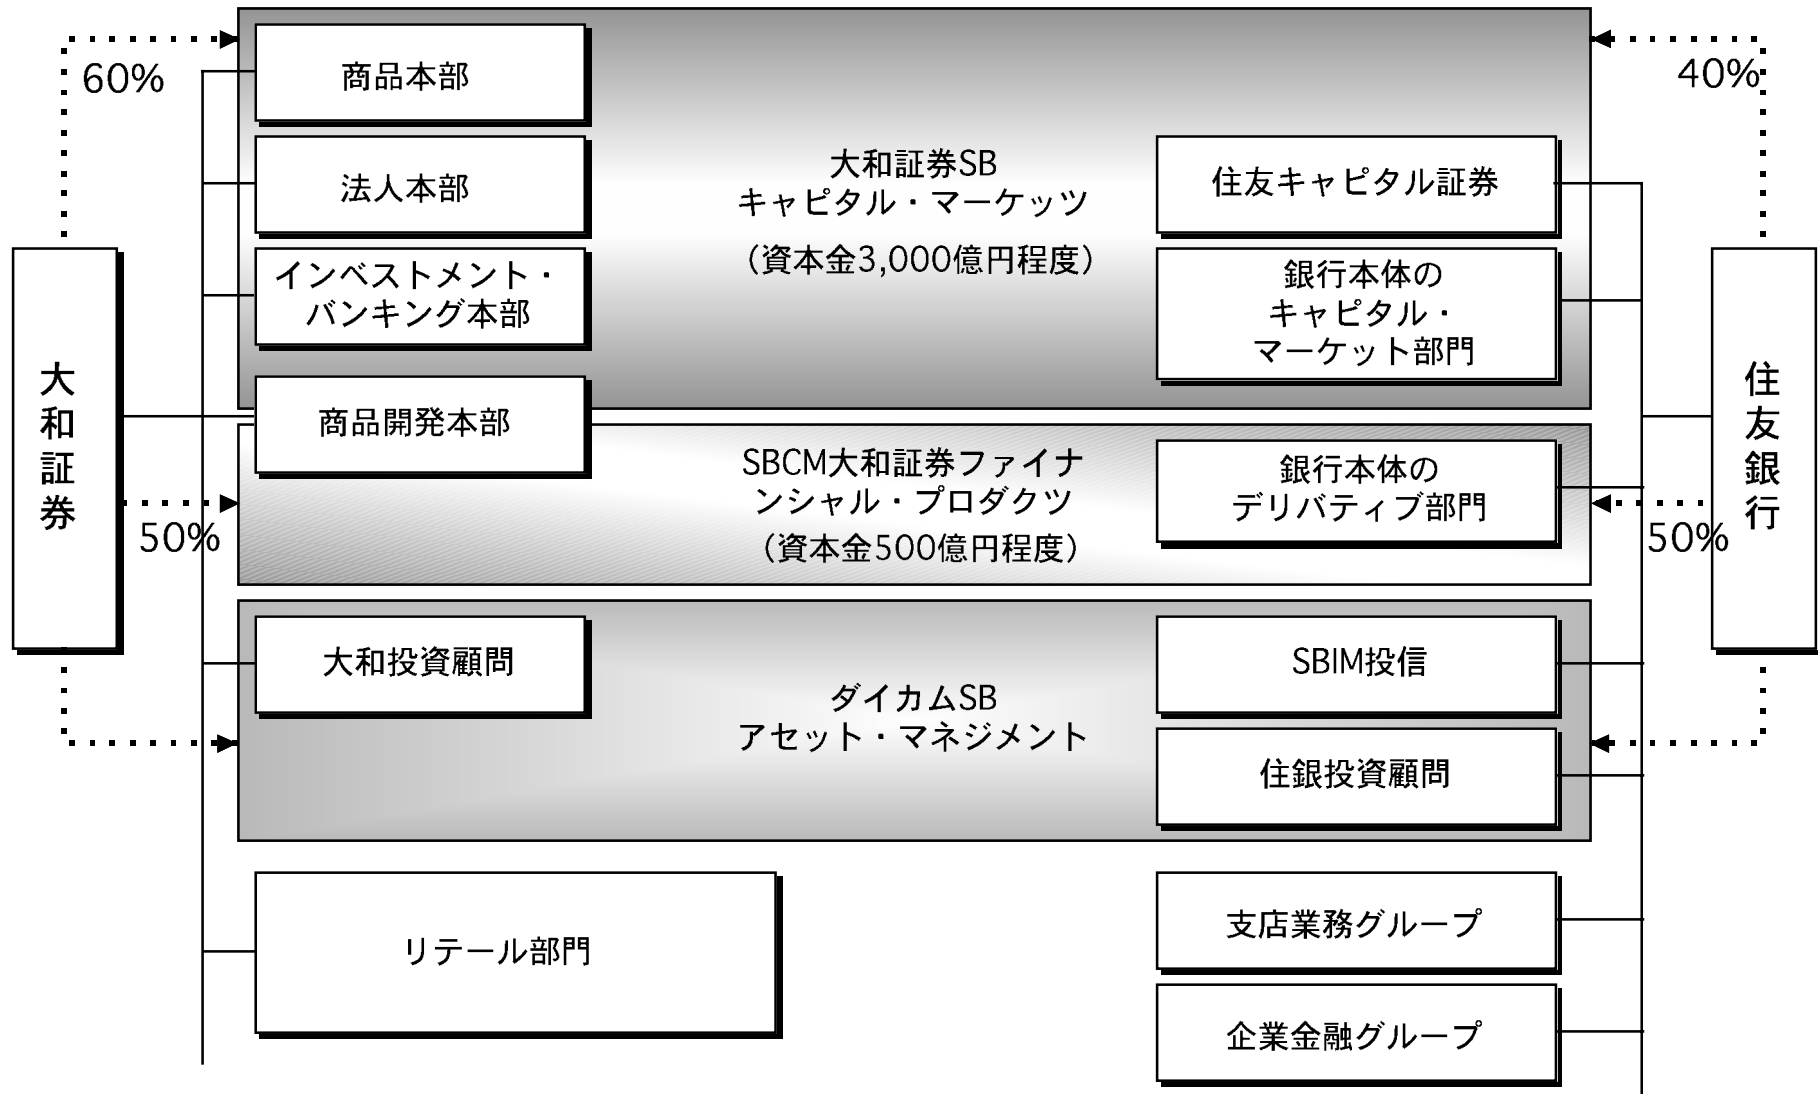 60%
40%
商品本部
法人本部
インベストメント・
バンキング本部
商品開発本部
大和証券SB
キャピタル・マーケッツ
（資本金3,000億円程度）
住友キャピタル証券
銀行本体の
キャピタル・
マーケット部門
大和証券
住友銀行
50%
SBCM大和証券ファイナ
ンシャル・プロダクツ
（資本金500億円程度）
銀行本体の
デリバティブ部門
50%
大和投資顧問
ダイカムSB
アセット・マネジメント
SBIM投信
住銀投資顧問
リテール部門
支店業務グループ
企業金融グループ